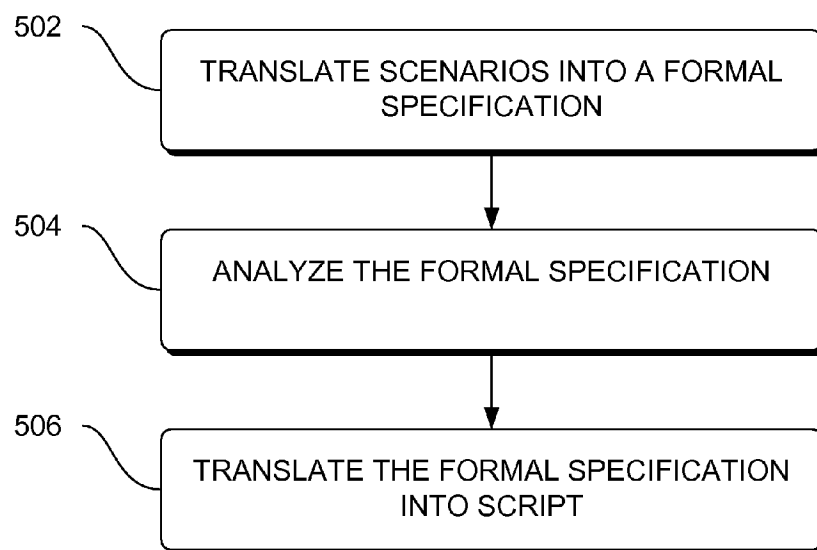 502
TRANSLATE SCENARIOS INTO A FORMAL
SPECIFICATION
504
ANALYZE THE FORMAL SPECIFICATION
506
TRANSLATE THE FORMAL SPECIFICATION
INTO SCRIPT